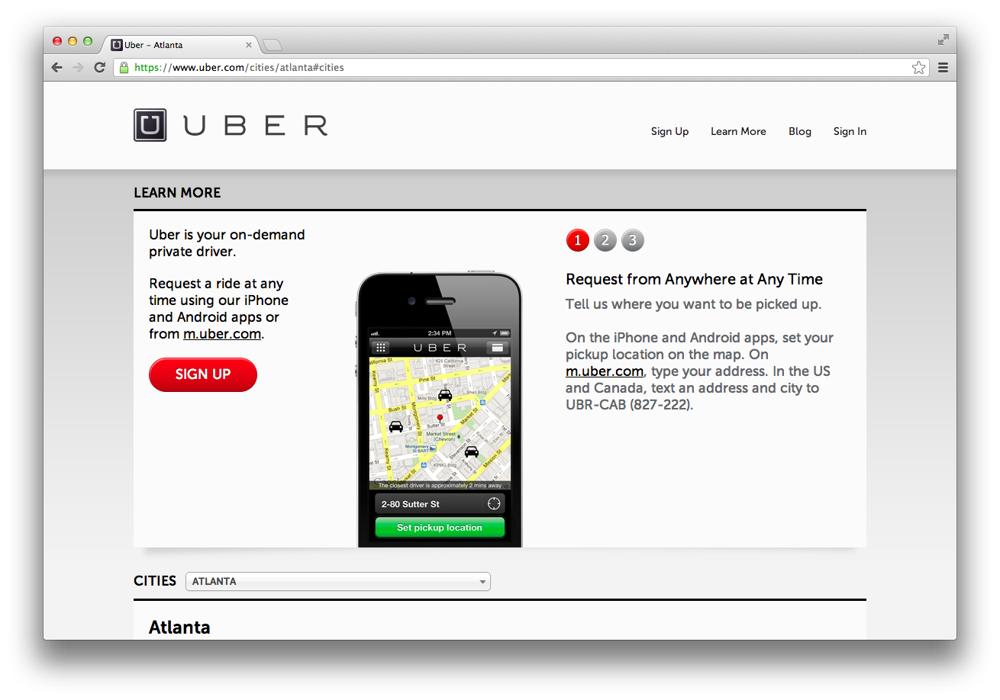 Uber – Atlanta
https://www.uber.com/cities/atlanta#cities
U UBER
Sign Up Learn More Blog Sign In
LEARN MORE
Uber is your on-demand
private driver.
Request a ride at any
time using our iPhone
and Android apps or
from m.uber.com.
SIGN UP
2:34 PM
UBER
California St
425 California
Street
Kearny St
Pine St
Mark
Mills Bldg
Shell Bldg
Bush St
Montgomery St
Market St
Trinity St
Sutter St
1st St
Market Street
(Chevron)
Montgomery
St BART
Stevenson St
Kearny St
KPMG Bldg
Anthony St
Mission St
Market St
The closest driver is approximately 2 mins away
2-80 Sutter St
Set pickup location
1 2 3
Request from Anywhere at Any Time
Tell us where you want to be picked up.
On the iPhone and Android apps, set your
pickup location on the map. On
m.uber.com, type your address. In the US
and Canada, text an address and city to
UBR-CAB (827-222).
CITIES ATLANTA
Atlanta